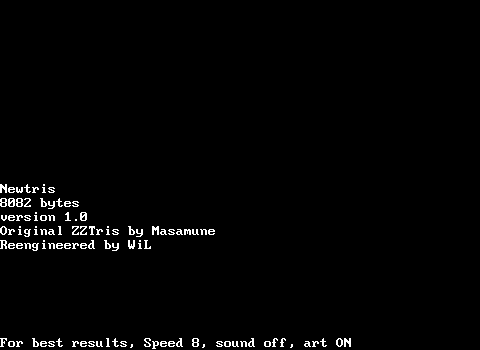 Newtris
8082 bytes
version 1.0
Original ZZTris by Masamune
Reengineered by WiL
For best results, Speed 8, sound off, art ON